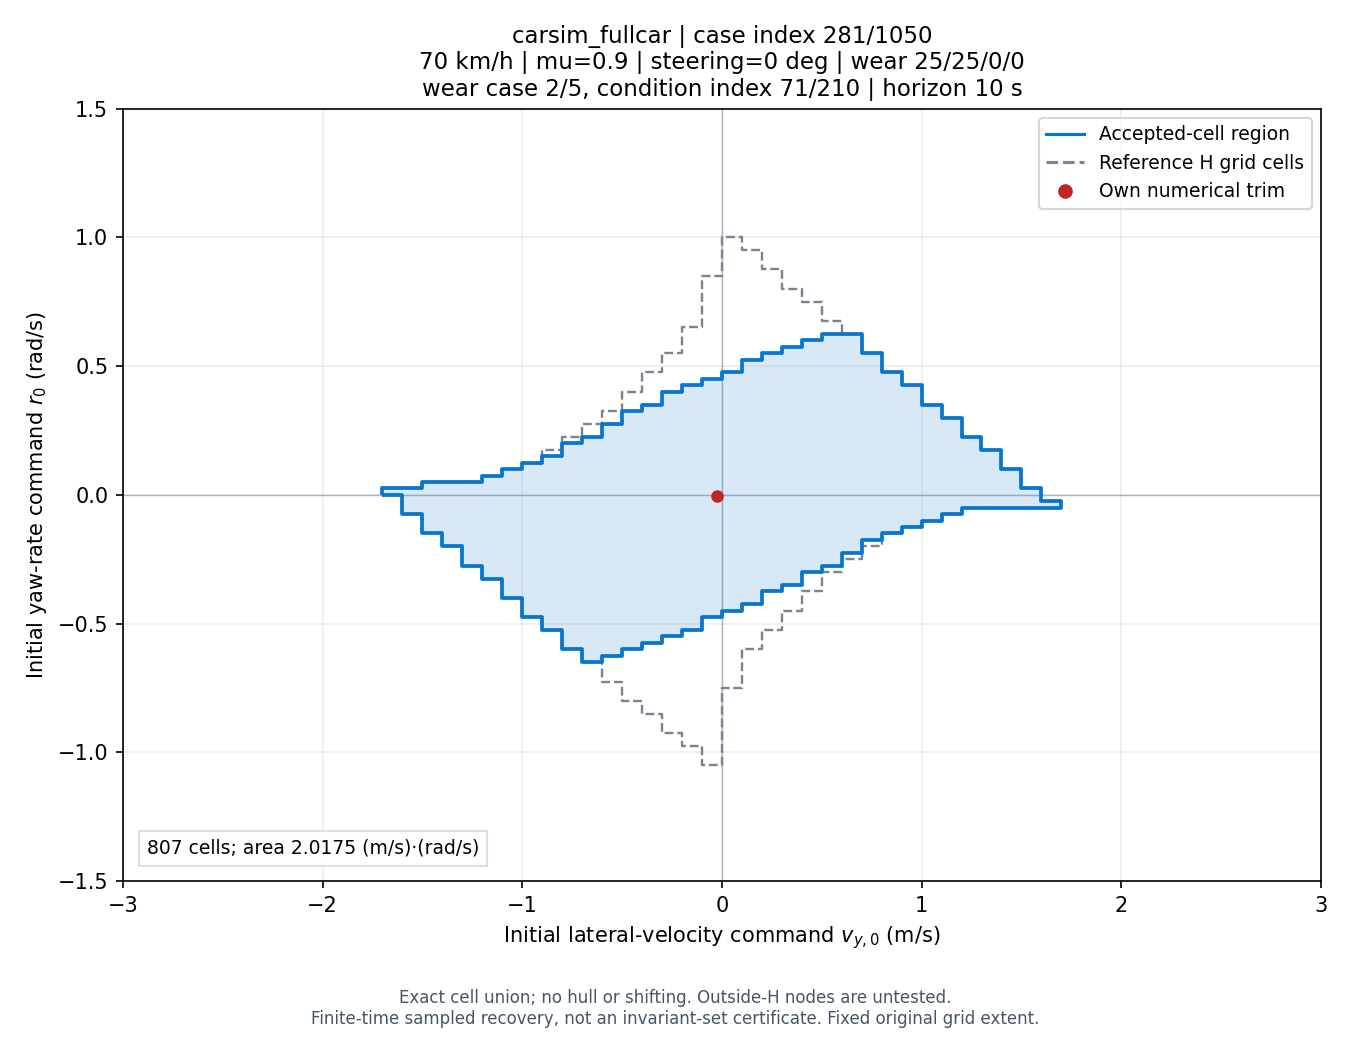 carsim_fullcar | case index 281/1050
70 km/h | mu=0.9 | steering=0 deg | wear 25/25/0/0
wear case 2/5, condition index 71/210 | horizon 10 s
Accepted-cell region
Reference H grid cells
Own numerical trim
1.5
1.0
0.5
0.0
−0.5
−1.0
−1.5
Initial yaw-rate command r₀ (rad/s)
807 cells; area 2.0175 (m/s)·(rad/s)
−3
−2
−1
0
1
2
3
Initial lateral-velocity command v_{y,0} (m/s)
Exact cell union; no hull or shifting. Outside-H nodes are untested.
Finite-time sampled recovery, not an invariant-set certificate. Fixed original grid extent.